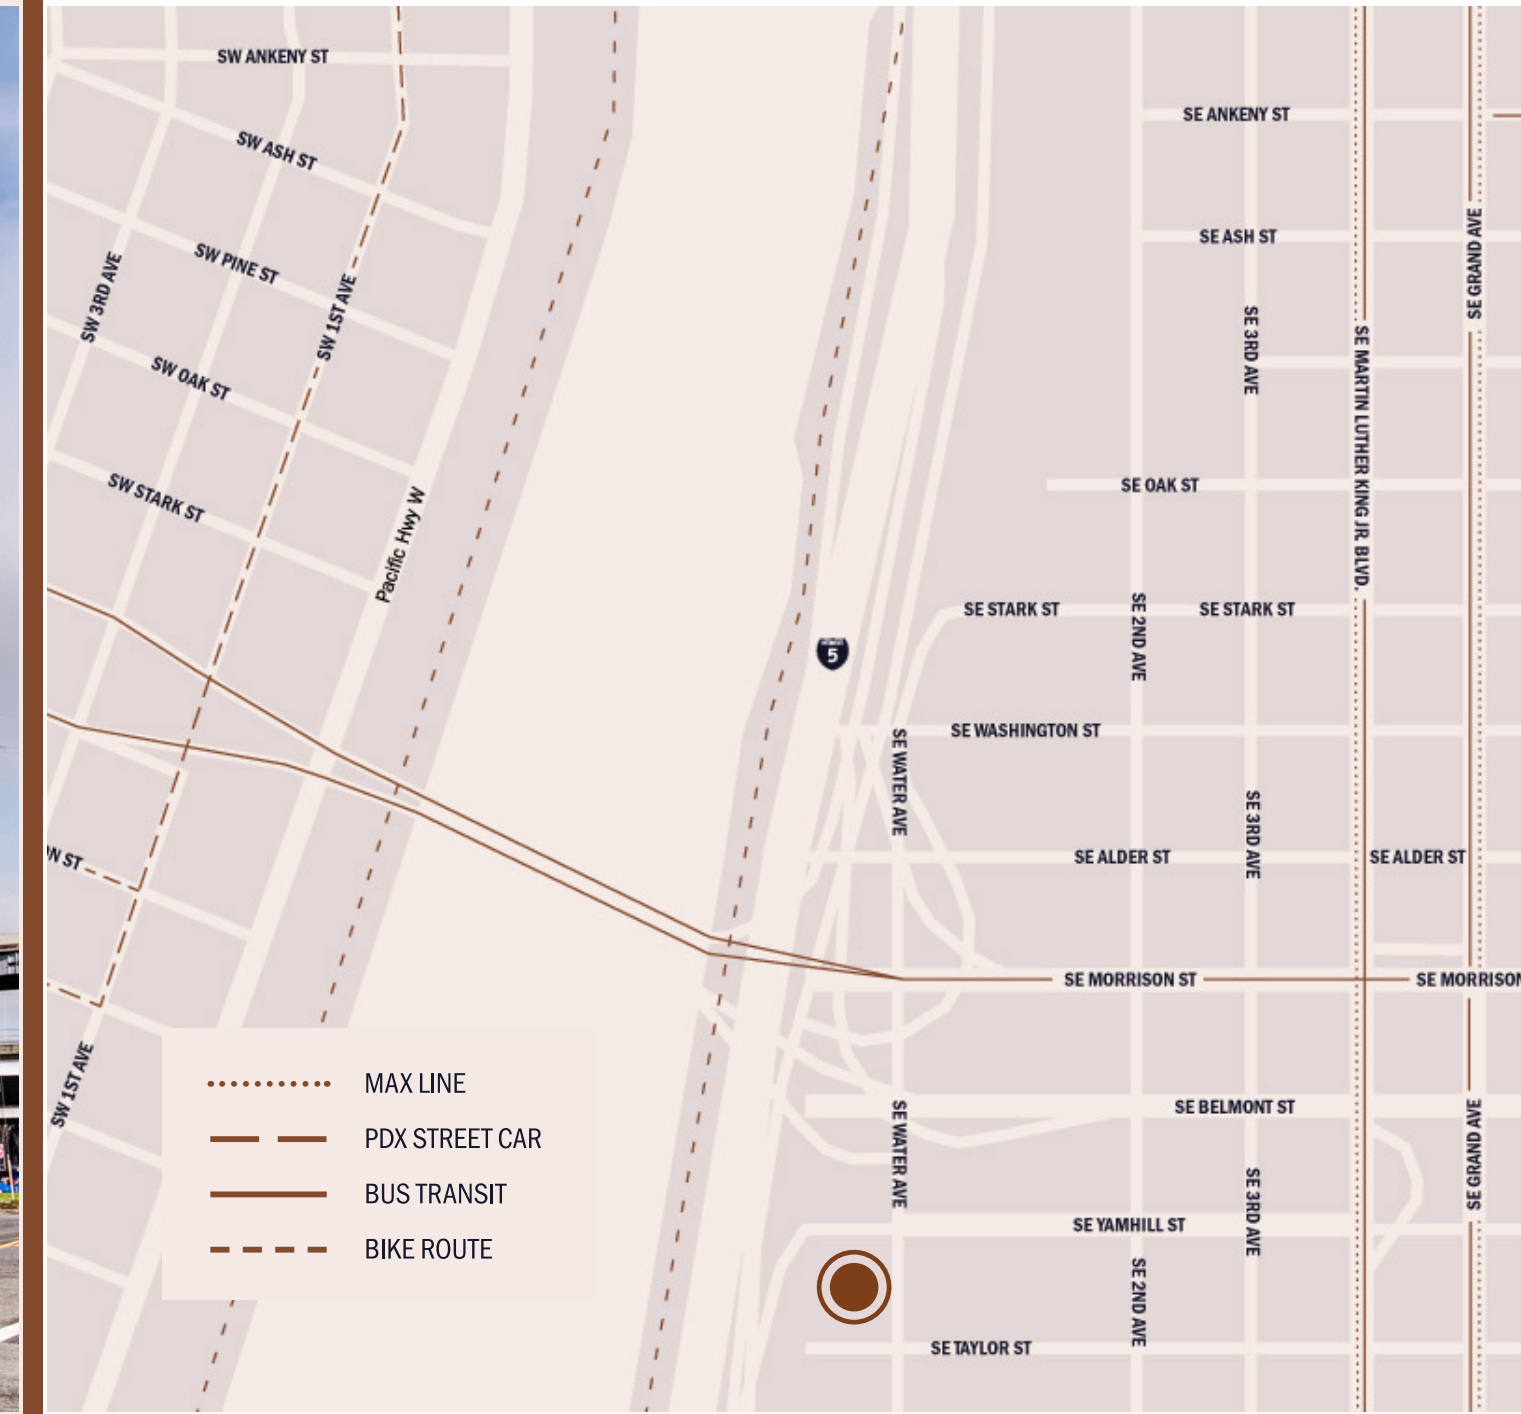 SW ANKENY ST
SE ANKENY ST
SW ASH ST
SE ASH ST
SE GRAND AVE
SW PINE ST
SW 3RD AVE
SW 1ST AVE
SE 3RD AVE
SE MARTIN LUTHER KING JR. BLVD.
SW OAK ST
SE OAK ST
SW STARK ST
Pacific Hwy W
SE STARK ST
SE STARK ST
SE 2ND AVE
5
SE WASHINGTON ST
SE WATER AVE
SE 3RD AVE
SE ALDER ST
SE ALDER ST
ON ST
SE MORRISON ST
SE MORRISON
SW 1ST AVE
MAX LINE
PDX STREET CAR
BUS TRANSIT
BIKE ROUTE
SE BELMONT ST
SE WATER AVE
SE GRAND AVE
SE 3RD AVE
SE YAMHILL ST
SE 2ND AVE
SE TAYLOR ST